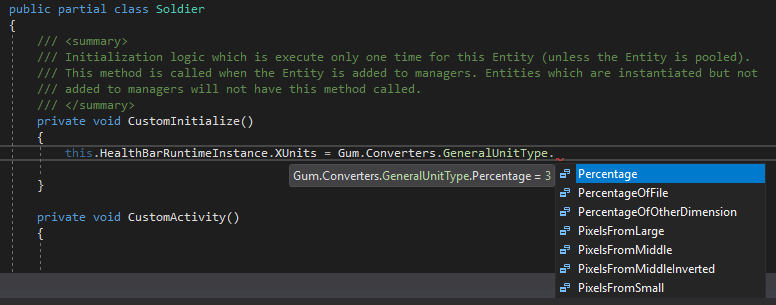 public partial class Soldier
{
/// <summary>
/// Initialization logic which is execute only one time for this Entity (unless the Entity is pooled).
/// This method is called when the Entity is added to managers. Entities which are instantiated but not
/// added to managers will not have this method called.
/// </summary>
private void CustomInitialize()
{
this.HealthBarRuntimeInstance.XUnits = Gum.Converters.GeneralUnitType.
Gum.Converters.GeneralUnitType.Percentage = 3
Percentage
PercentageOfFile
PercentageOfOtherDimension
PixelsFromLarge
PixelsFromMiddle
PixelsFromMiddleInverted
PixelsFromSmall
}
private void CustomActivity()
{